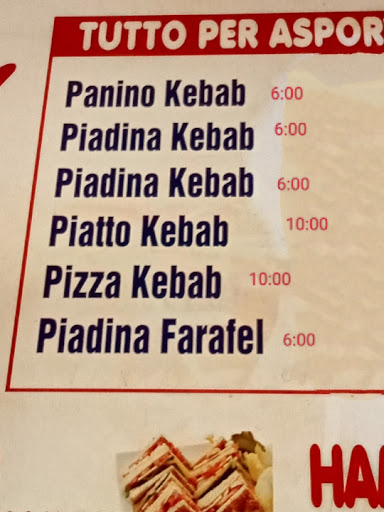 TUTTO PER ASPOR
Panino Kebab 6:00
Piadina Kebab 6:00
Piadina Kebab 6:00
Piatto Kebab 10:00
Pizza Kebab 10:00
Piadina Farafel 6:00
HA